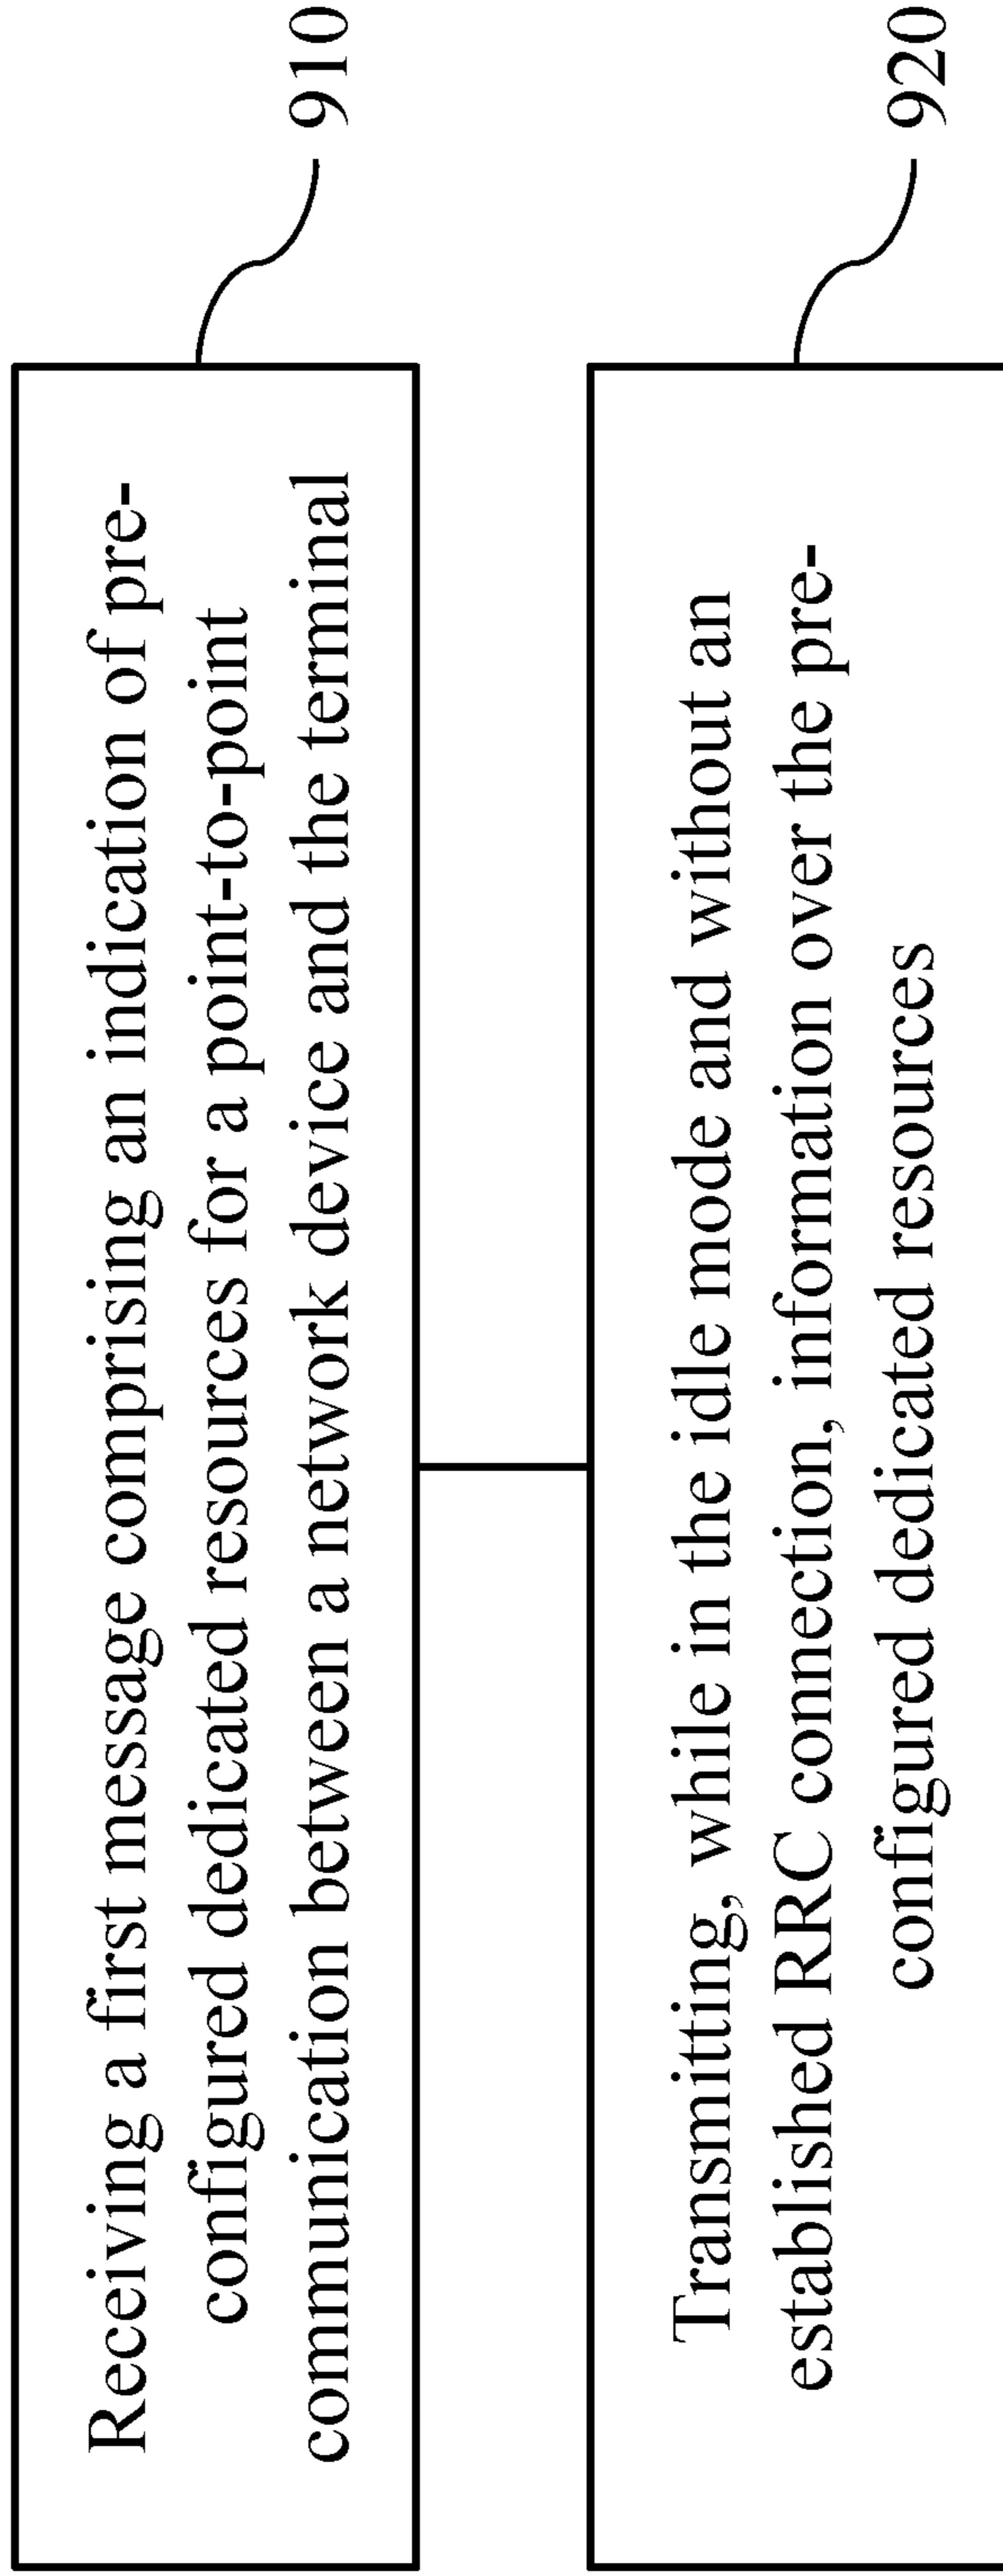 Receiving a first message comprising an indication of pre-
configured dedicated resources for a point-to-point
communication between a network device and the terminal
910
Transmitting, while in the idle mode and without an
established RRC connection, information over the pre-
configured dedicated resources
920